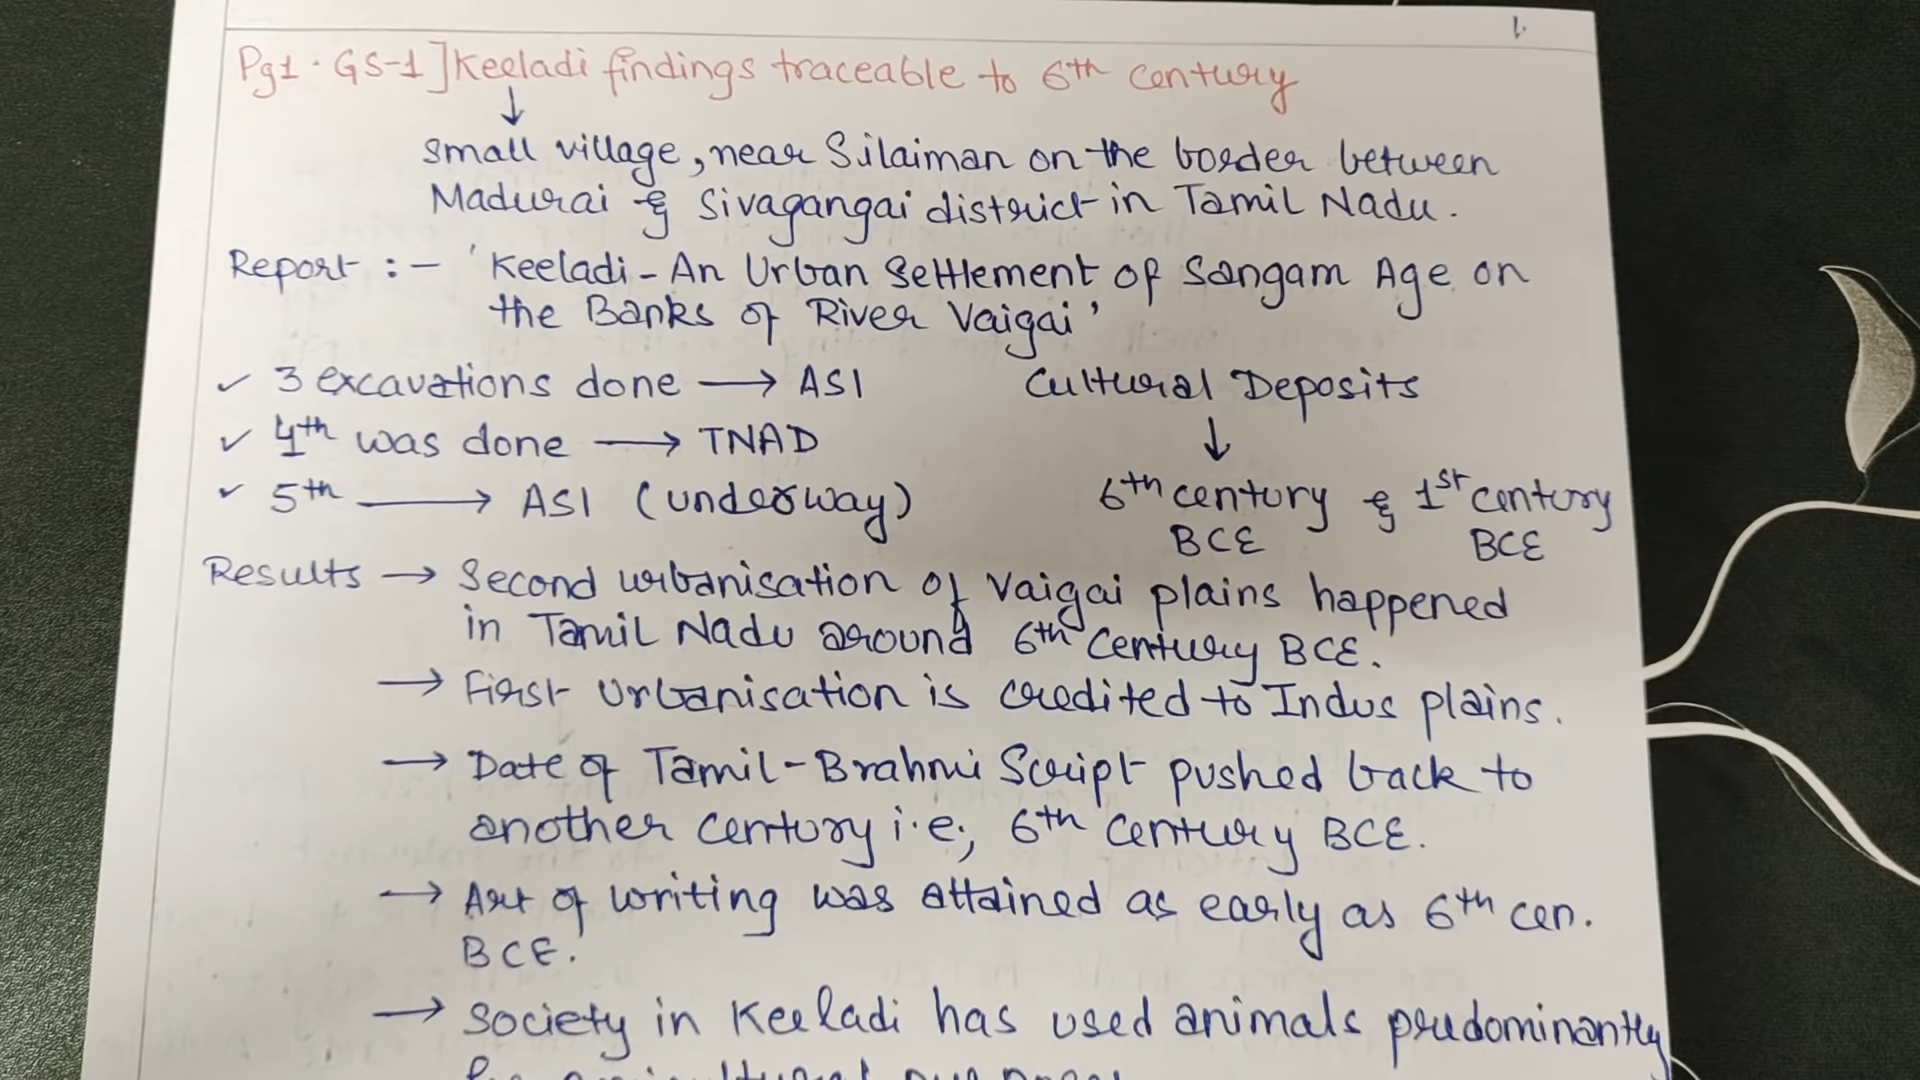 1.
Pg1. GS-1] Keeladi findings traceable to 6th century
↓
Small village, near Silaiman on the border between
Madurai & Sivagangai district in Tamil Nadu.
Report :- 'Keeladi - An Urban Settlement of Sangam Age on
the Banks of River Vaigai'
✓ 3 excavations done → ASI
✓ 4th was done → TNAD
✓ 5th → ASI (underway)
Cultural Deposits
↓
6th century & 1st century
BCE BCE
Results → Second urbanisation of Vaigai plains happened
in Tamil Nadu around 6th Century BCE.
→ First Urbanisation is credited to Indus plains.
→ Date of Tamil-Brahmi Script pushed back to
another century i.e; 6th Century BCE.
→ Art of writing was attained as early as 6th cen.
BCE.
→ Society in Keeladi has used animals predominantly